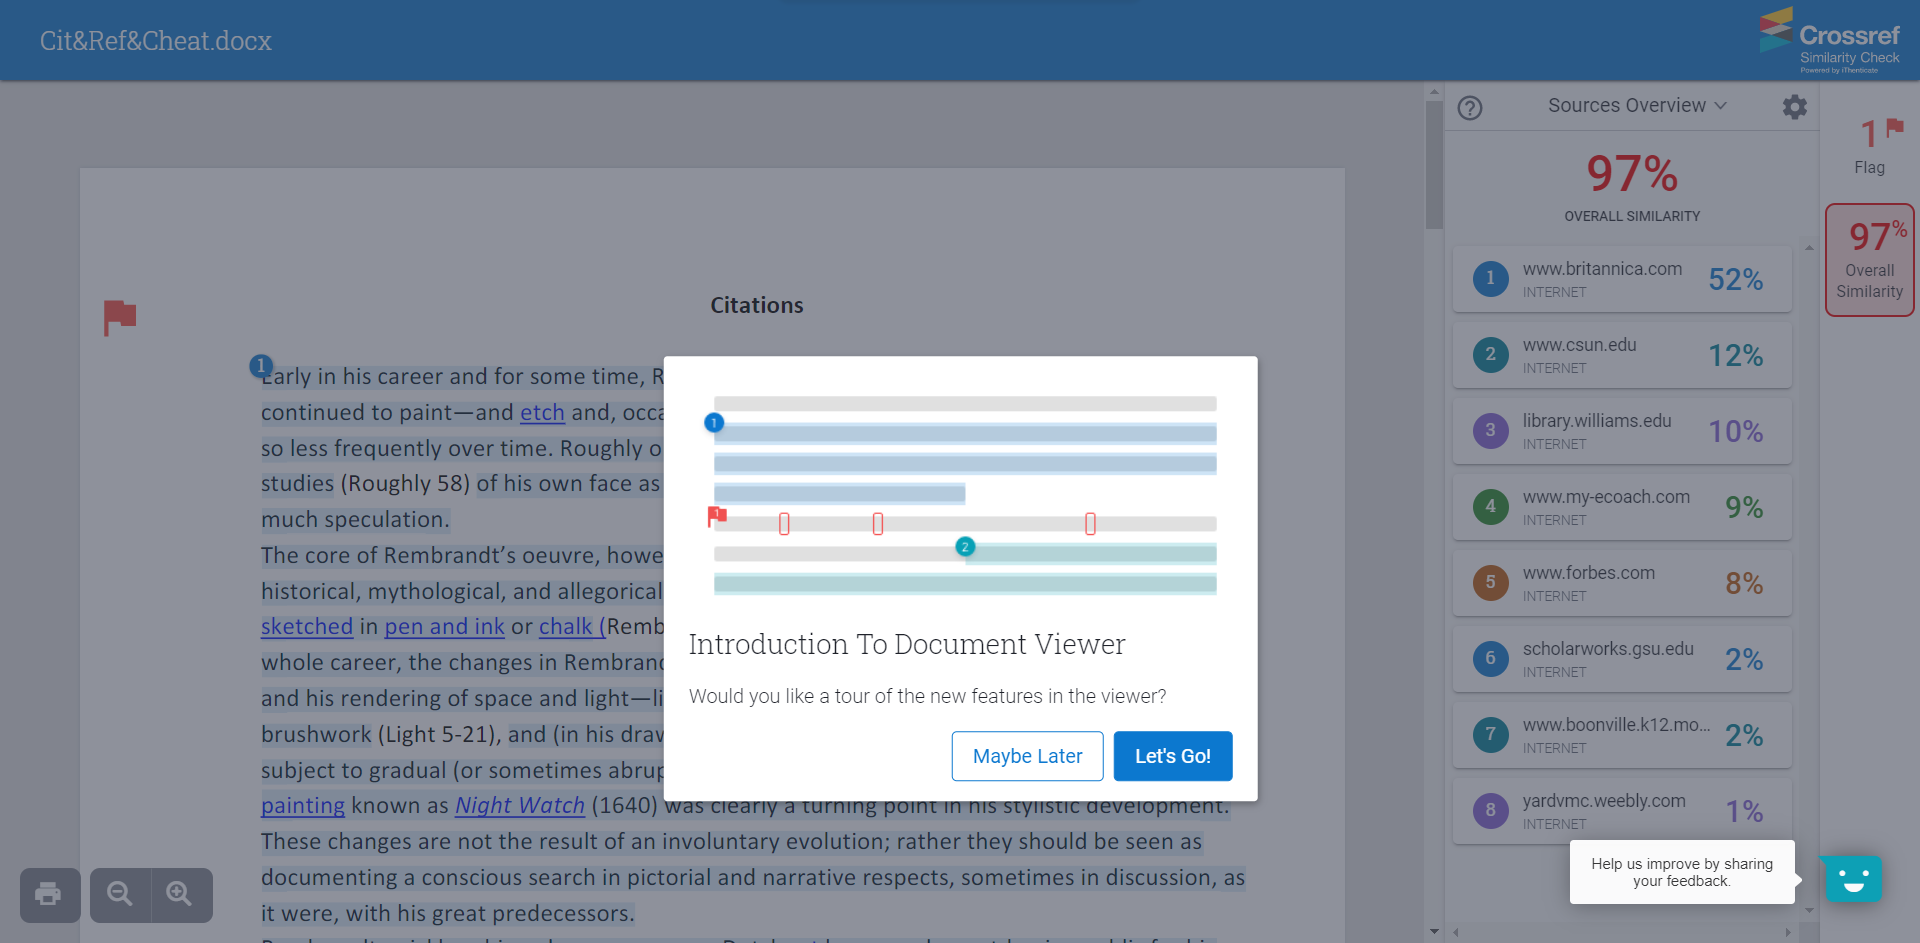 Cit&Ref&Cheat.docx
Crossref
Similarity Check
Powered by iThenticate
Sources Overview
97%
OVERALL SIMILARITY
1 www.britannica.com 52%
INTERNET
2 www.csun.edu 12%
INTERNET
3 library.williams.edu 10%
INTERNET
4 www.my-ecoach.com 9%
INTERNET
5 www.forbes.com 8%
INTERNET
6 scholarworks.gsu.edu 2%
INTERNET
7 www.boonville.k12.mo... 2%
INTERNET
8 yardvmc.weebly.com 1%
INTERNET
1
Flag
97%
Overall
Similarity
Citations
1
Early in his career and for some time,
continued to paint—and etch and,
so less frequently over time. Roughly
studies (Roughly 58) of his own face as
much speculation.
The core of Rembrandt’s oeuvre,
historical, mythological, and allegorical
sketched in pen and ink or chalk (
whole career, the changes in
and his rendering of space and light—
brushwork (Light 5-21), and (in his
subject to gradual (or sometimes
painting known as Night Watch (1640) was clearly a turning point in his stylistic development.
These changes are not the result of an involuntary evolution; rather they should be seen as
documenting a conscious search in pictorial and narrative respects, sometimes in discussion, as
it were, with his great predecessors.
1
1
2
Introduction To Document Viewer
Would you like a tour of the new features in the viewer?
Maybe Later
Let's Go!
Help us improve by sharing
your feedback.